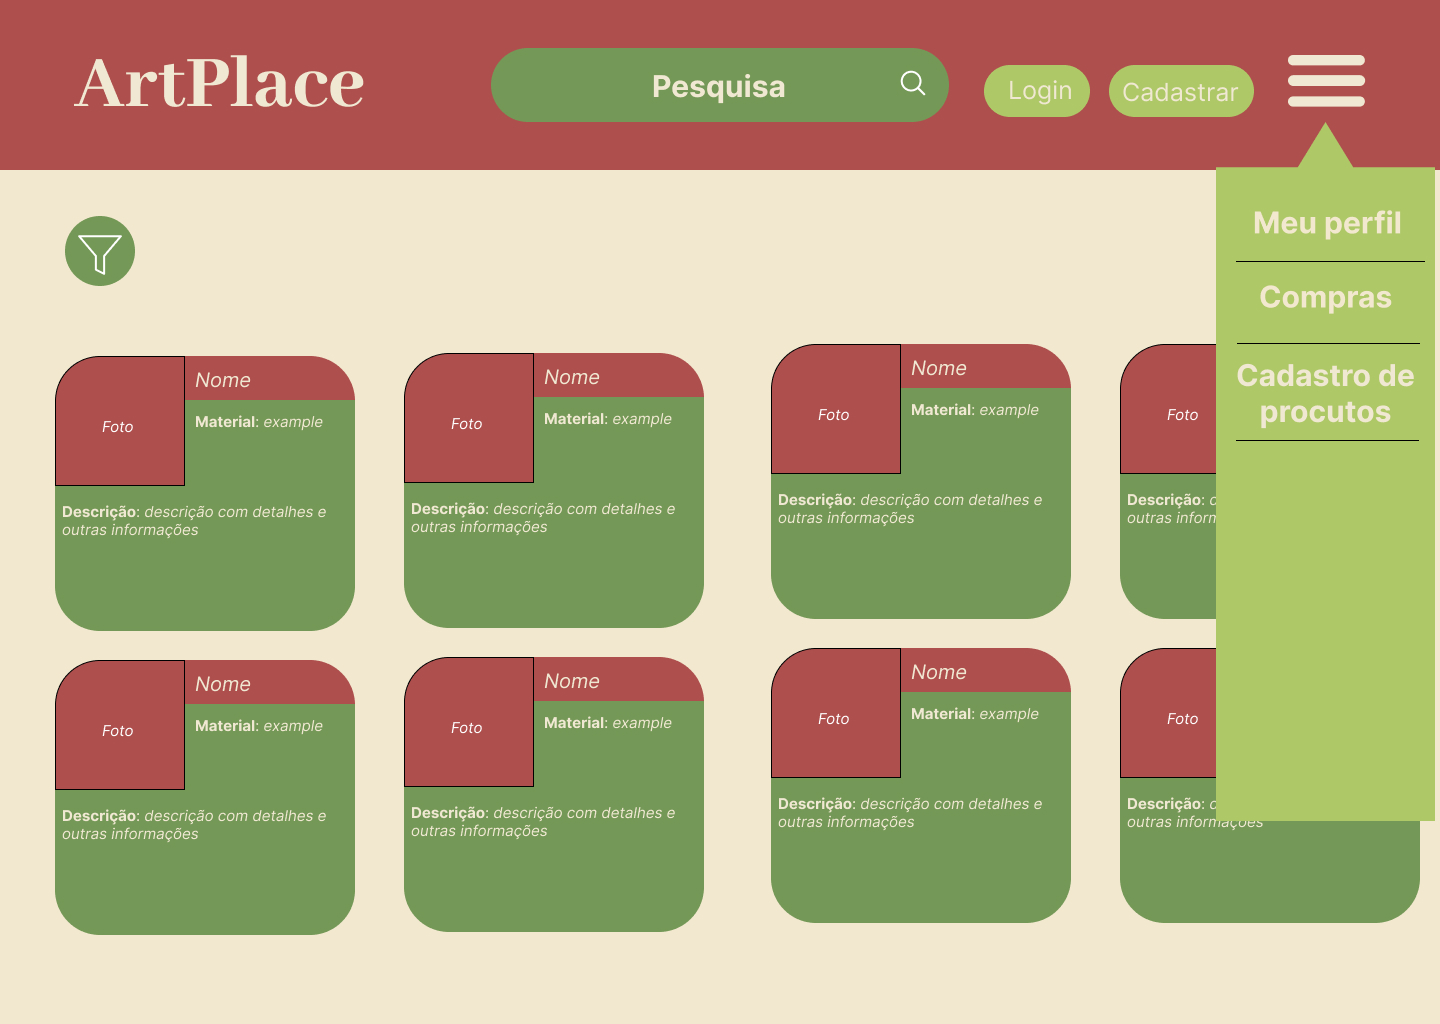 ArtPlace
Pesquisa
Login
Cadastrar
Meu perfil
Compras
Cadastro de
procutos
Foto
Nome
Material: example
Descrição: descrição com detalhes e
outras informações
Foto
Nome
Material: example
Descrição: descrição com detalhes e
outras informações
Foto
Nome
Material: example
Descrição: descrição com detalhes e
outras informações
Foto
Descrição:
outras
Foto
Nome
Material: example
Descrição: descrição com detalhes e
outras informações
Foto
Nome
Material: example
Descrição: descrição com detalhes e
outras informações
Foto
Nome
Material: example
Descrição: descrição com detalhes e
outras informações
Foto
Descrição:
outras informações